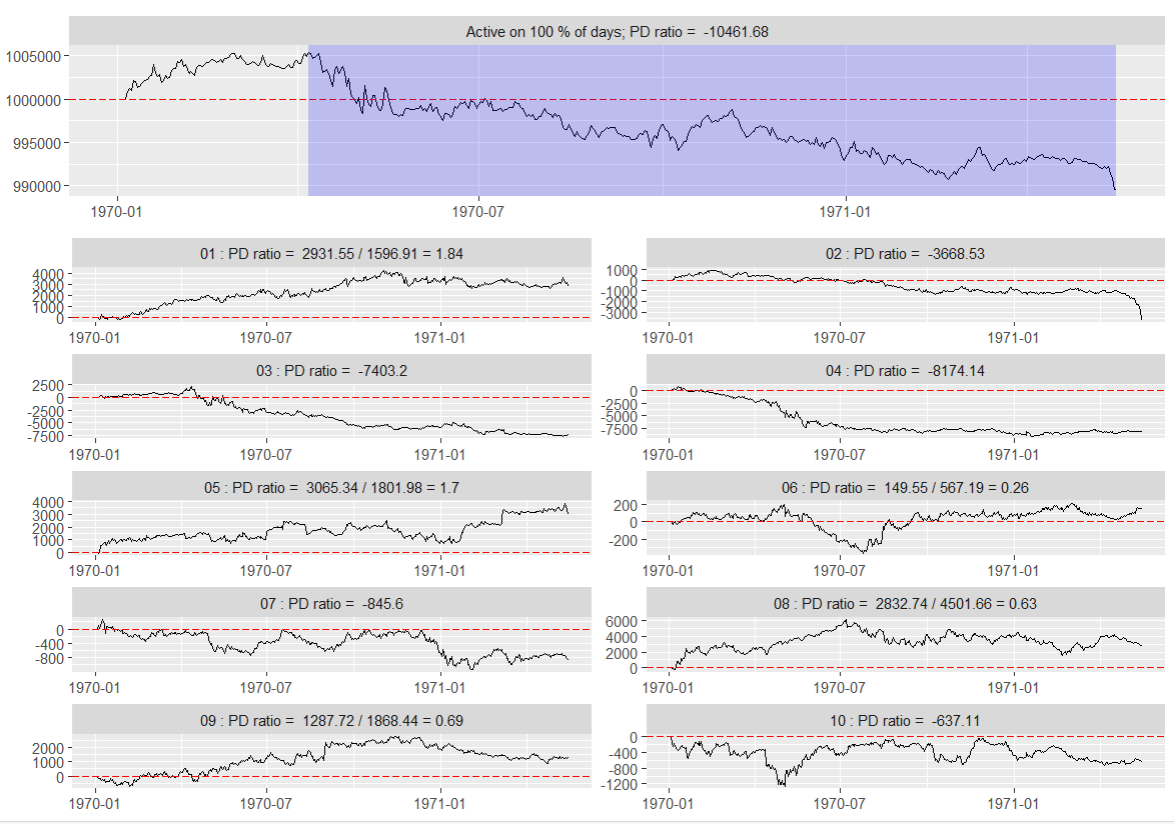 Active on 100 % of days; PD ratio = -10461.68
1005000
1000000
995000
990000
1970-01 1970-07 1971-01
01 : PD ratio = 2931.55 / 1596.91 = 1.84
4000
3000
2000
1000
0
1970-01 1970-07 1971-01
02 : PD ratio = -3668.53
1000
0
-1000
-2000
-3000
1970-01 1970-07 1971-01
03 : PD ratio = -7403.2
2500
0
-2500
-5000
-7500
1970-01 1970-07 1971-01
04 : PD ratio = -8174.14
0
-2500
-5000
-7500
1970-01 1970-07 1971-01
05 : PD ratio = 3065.34 / 1801.98 = 1.7
4000
3000
2000
1000
0
1970-01 1970-07 1971-01
06 : PD ratio = 149.55 / 567.19 = 0.26
200
0
-200
1970-01 1970-07 1971-01
07 : PD ratio = -845.6
0
-400
-800
1970-01 1970-07 1971-01
08 : PD ratio = 2832.74 / 4501.66 = 0.63
6000
4000
2000
0
1970-01 1970-07 1971-01
09 : PD ratio = 1287.72 / 1868.44 = 0.69
2000
1000
0
1970-01 1970-07 1971-01
10 : PD ratio = -637.11
0
-400
-800
-1200
1970-01 1970-07 1971-01